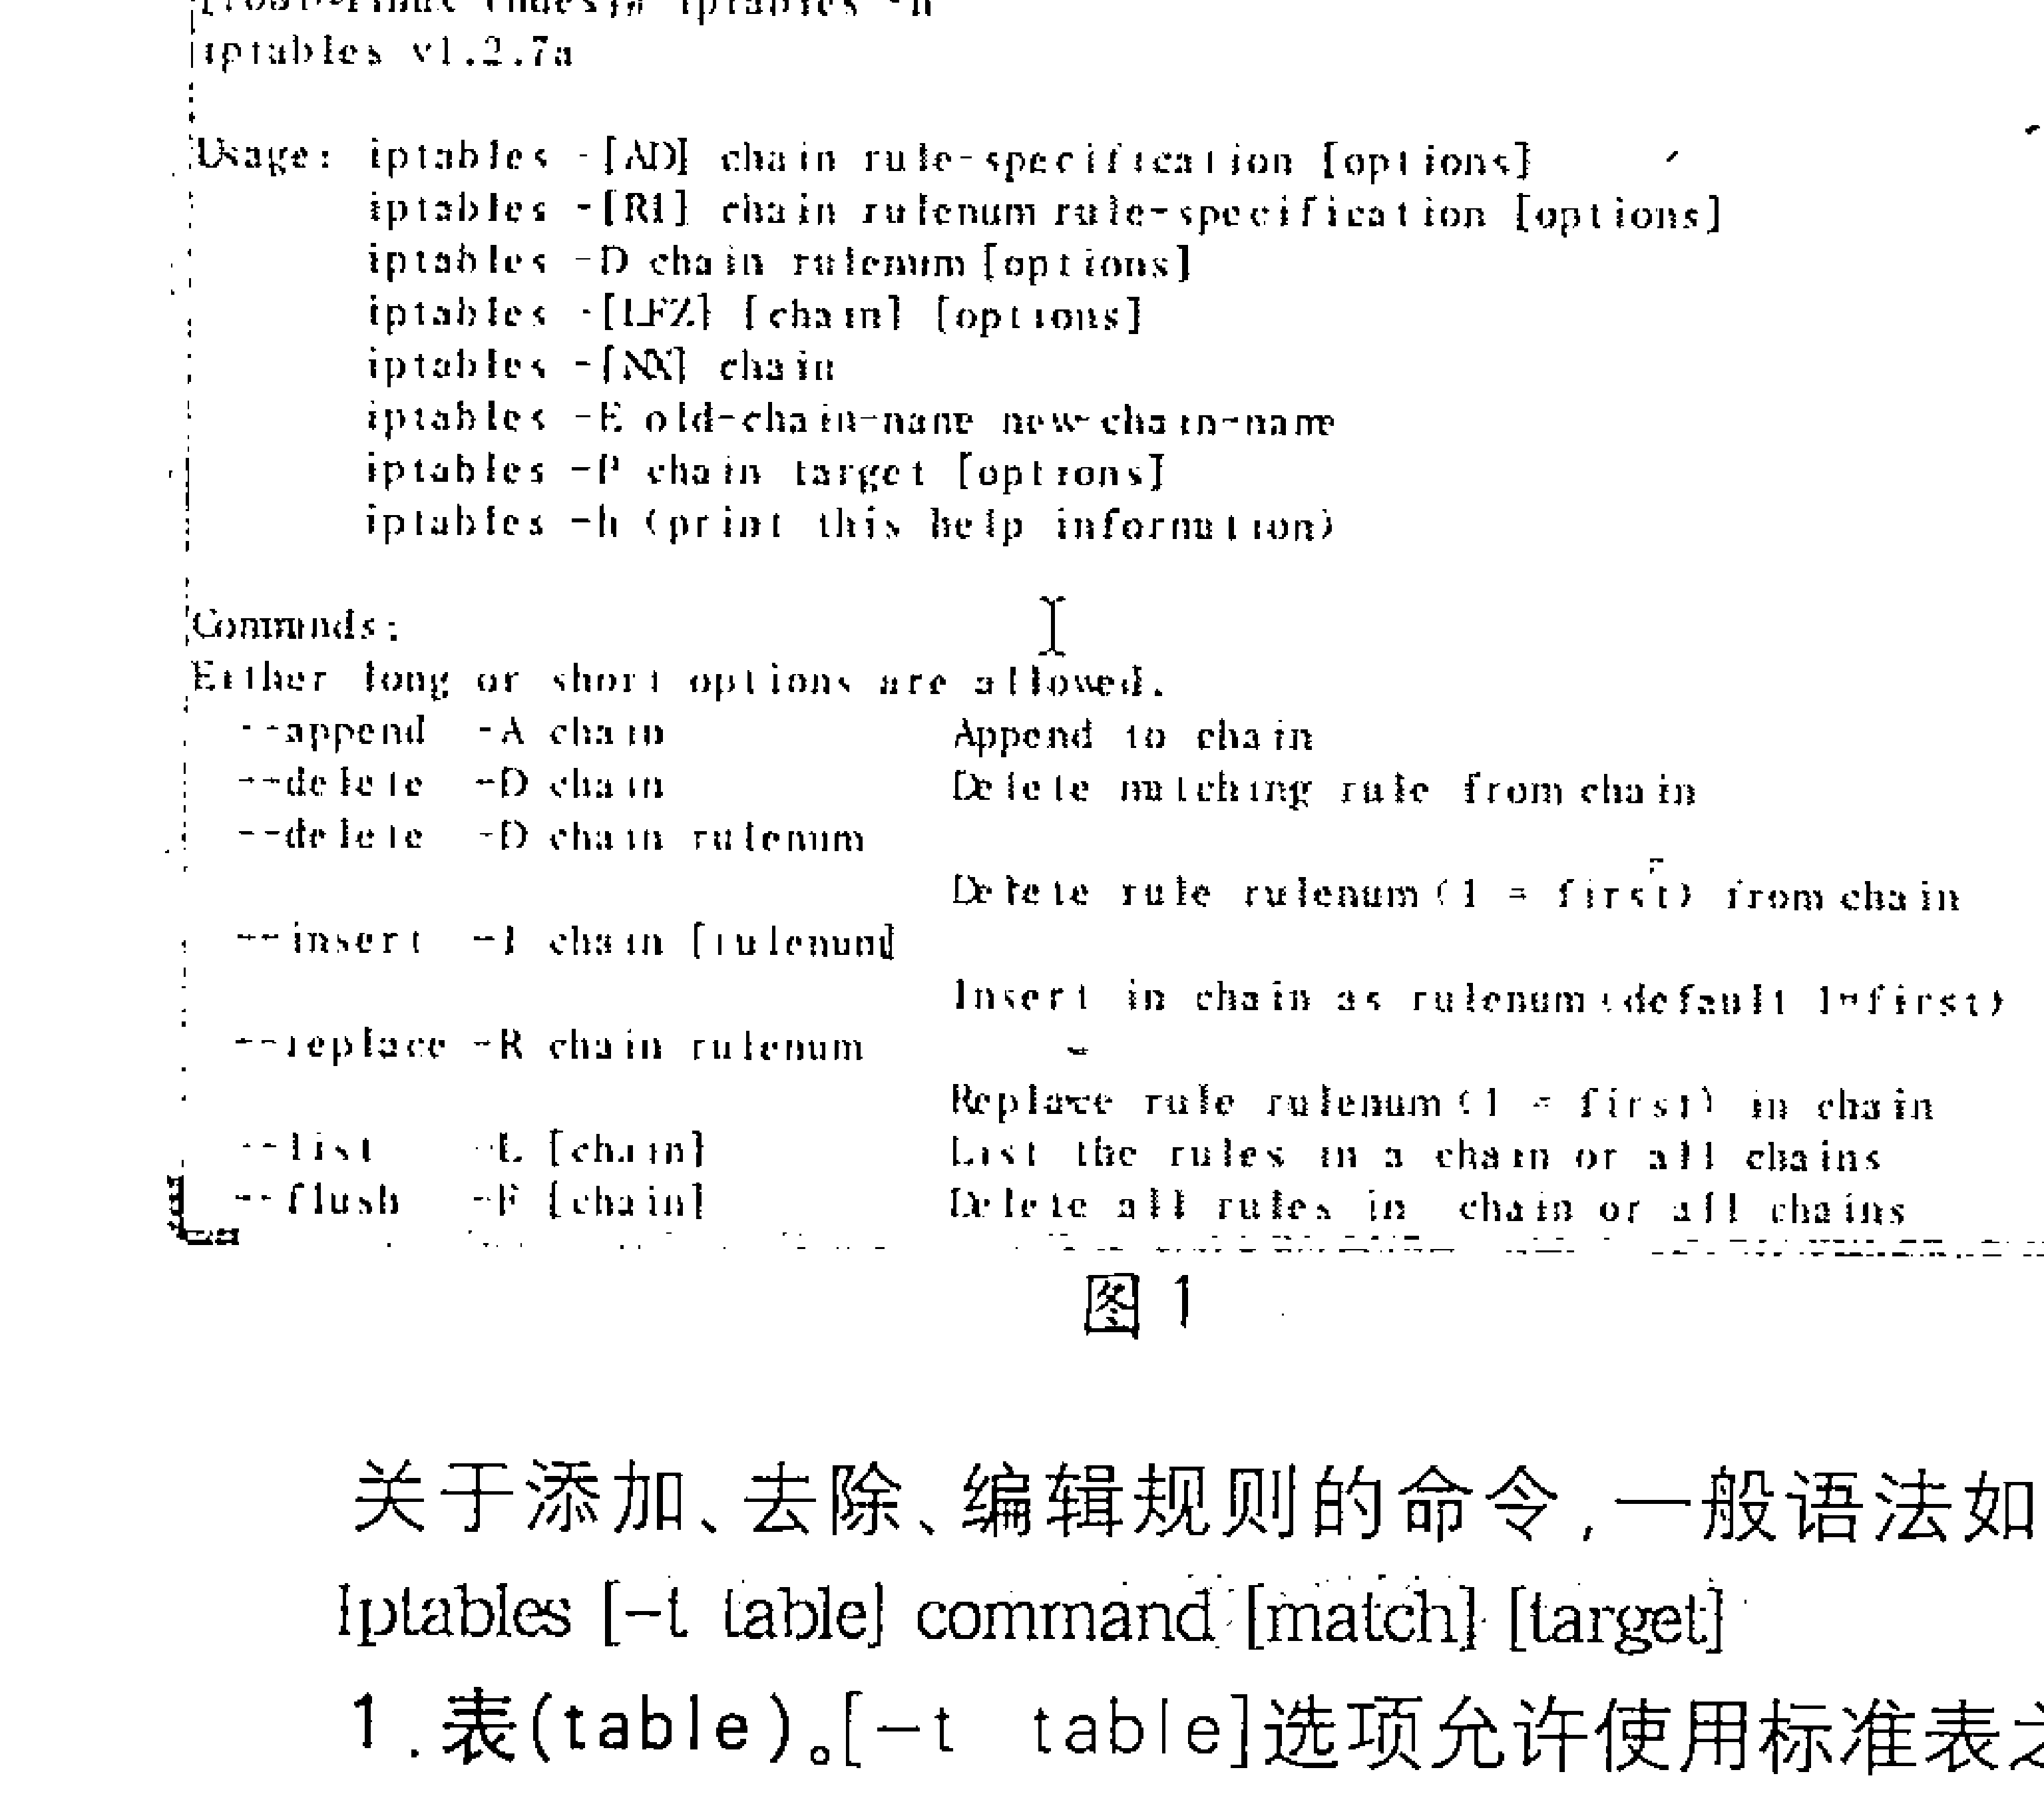 iptables -h
iptables v1.2.7a
Usage: iptables -[AD] chain rule-specification [options]
iptables -[RI] chain rulenum rule-specification [options]
iptables -D chain rulenum [options]
iptables -[LFZ] [chain] [options]
iptables -[NX] chain
iptables -E old-chain-name new-chain-name
iptables -P chain target [options]
iptables -h (print this help information)
Commands:
Either long or short options are allowed.
--append -A chain Append to chain
--delete -D chain Delete matching rule from chain
--delete -D chain rulenum
Delete rule rulenum (1 = first) from chain
--insert -I chain [rulenum]
Insert in chain as rulenum (default 1=first)
--replace -R chain rulenum
Replace rule rulenum (1 = first) in chain
--list -L [chain] List the rules in a chain or all chains
--flush -F [chain] Delete all rules in chain or all chains
图 1
关于添加、去除、编辑规则的命令,一般语法如
Iptables [-t table] command [match] [target]
1.表(table)。[-t table]选项允许使用标准表之